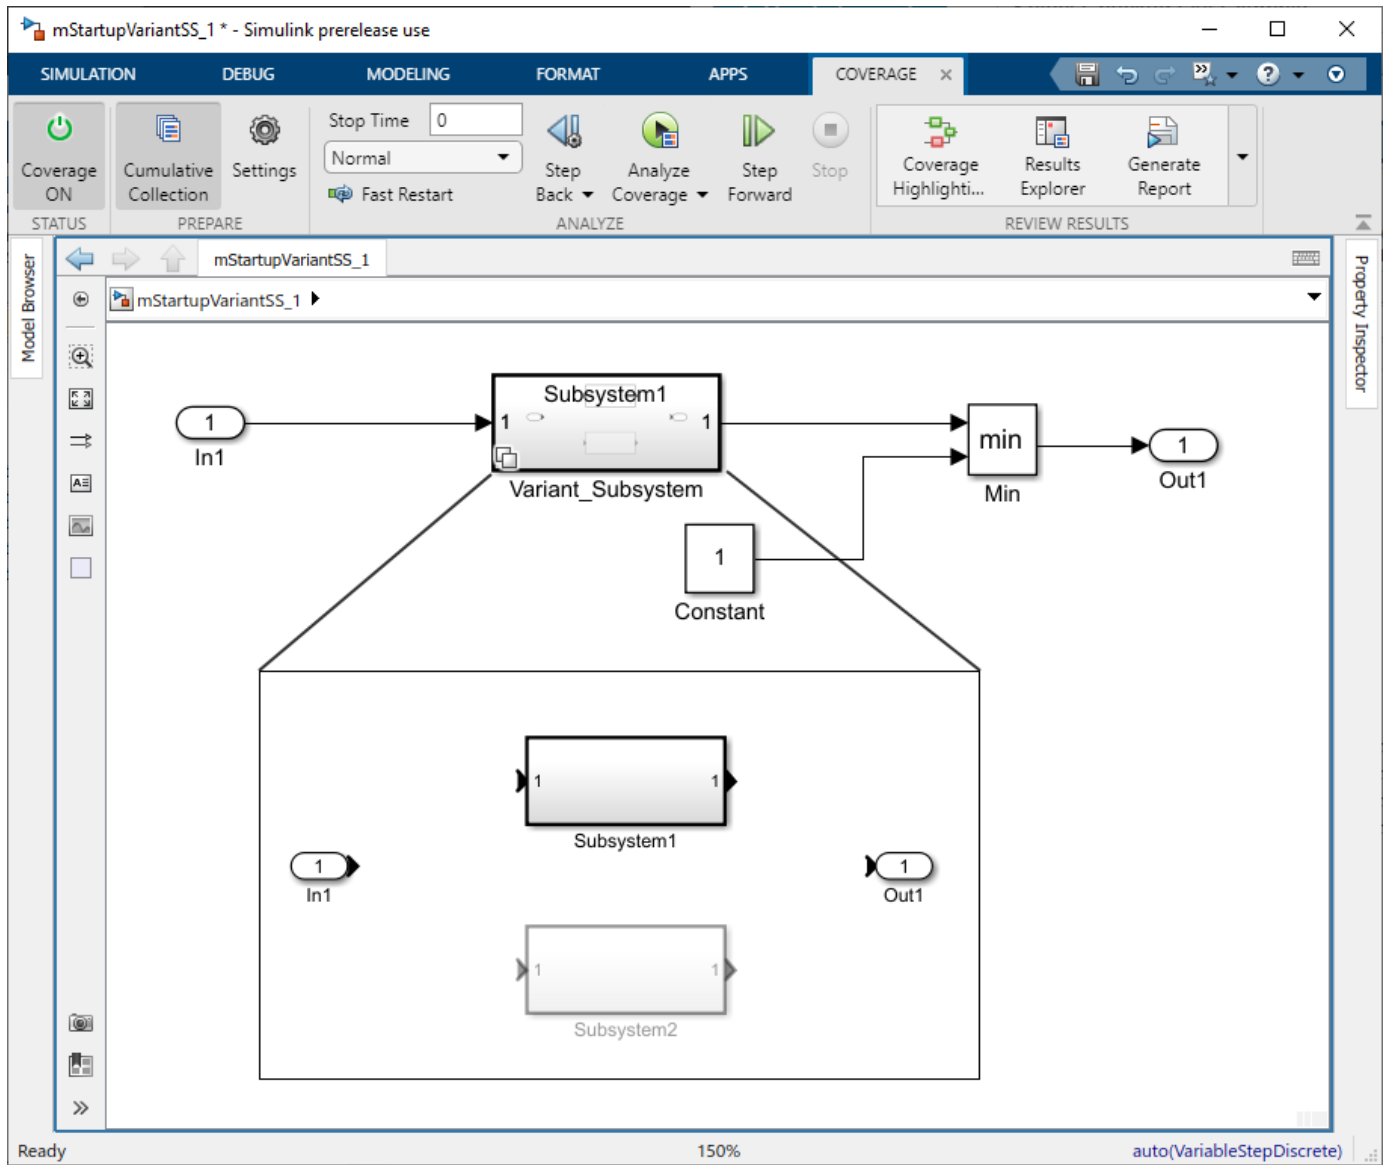 mStartupVariantSS_1 * - Simulink prerelease use
SIMULATION DEBUG MODELING FORMAT APPS COVERAGE
Coverage ON
Cumulative Collection
Settings
Stop Time 0
Normal
Fast Restart
Step Back
Analyze Coverage
Step Forward
Stop
Coverage Highlighti...
Results Explorer
Generate Report
STATUS PREPARE ANALYZE REVIEW RESULTS
Model Browser
Property Inspector
mStartupVariantSS_1
mStartupVariantSS_1
Subsystem1
1
In1
1 1
Variant_Subsystem
min
Min
1
Out1
1
Constant
1 1
Subsystem1
1
In1
1
Out1
1 1
Subsystem2
Ready 150% auto(VariableStepDiscrete)